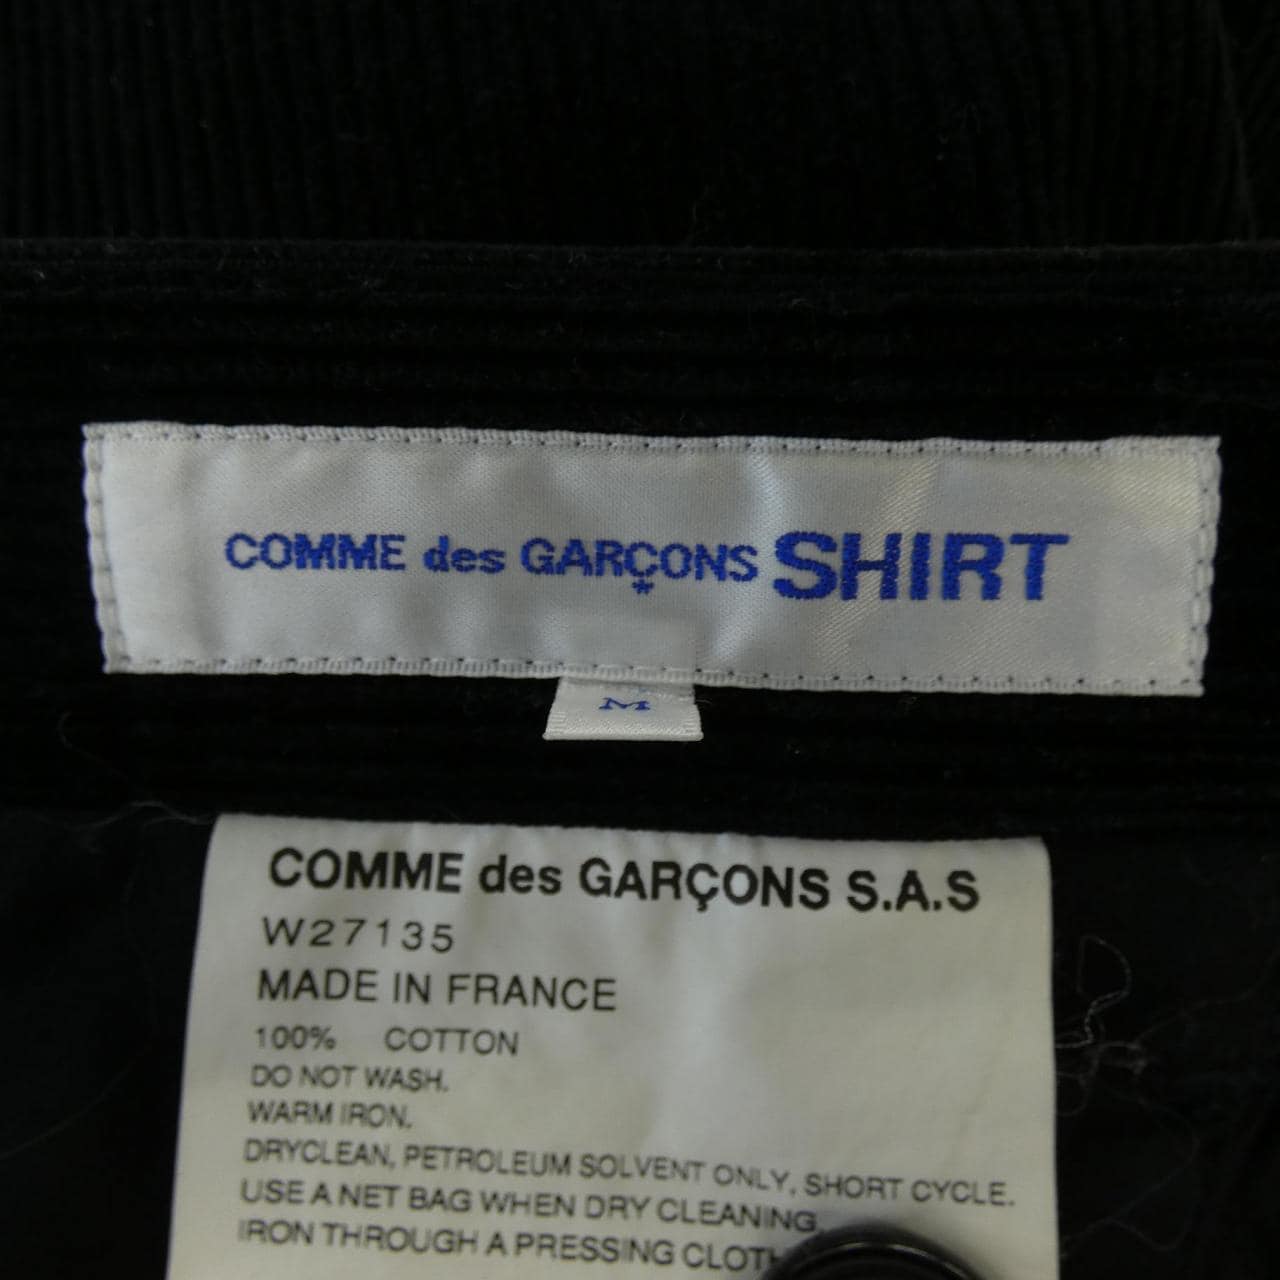 COMME des GARÇONS SHIRT
M
COMME des GARÇONS S.A.S
W27135
MADE IN FRANCE
100% COTTON
DO NOT WASH.
WARM IRON.
DRYCLEAN, PETROLEUM SOLVENT ONLY, SHORT CYCLE.
USE A NET BAG WHEN DRY CLEANING.
IRON THROUGH A PRESSING CLOTH